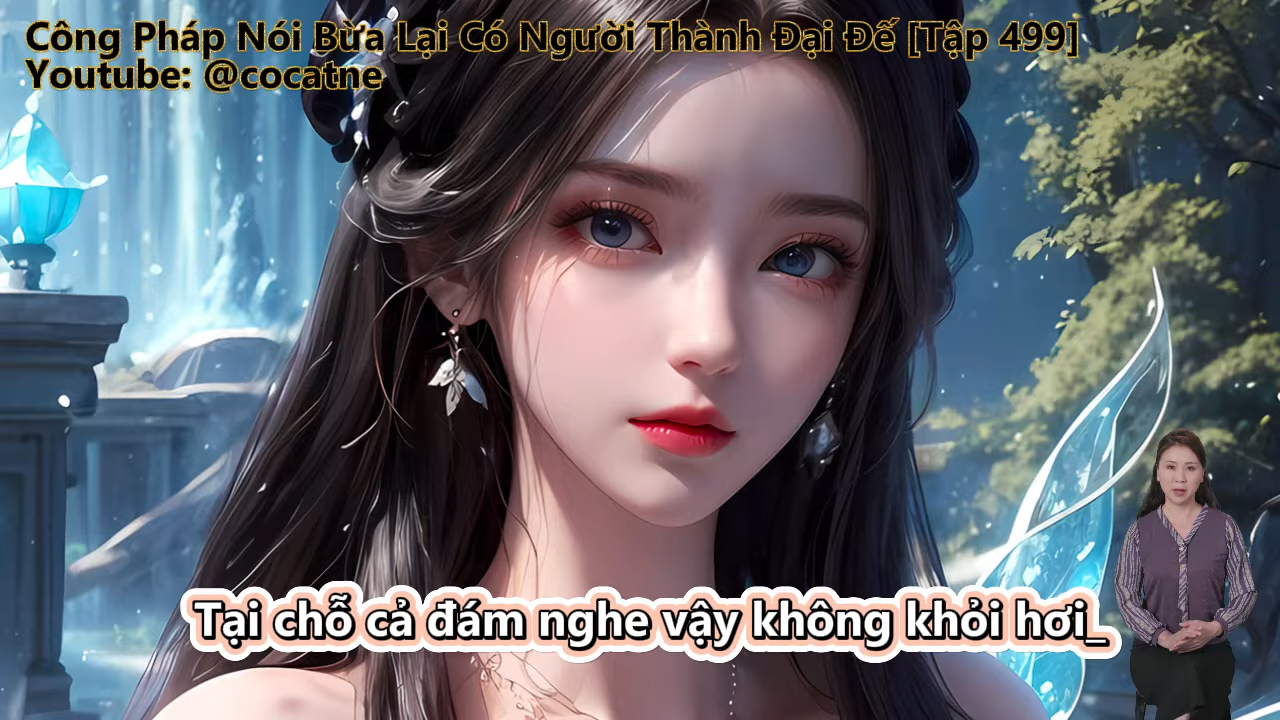 Công Pháp Nói Bừa Lại Có Người Thành Đại Đế [Tập 499]
Youtube: @cocatne
Tại chỗ cả đám nghe vậy không khỏi hơi_